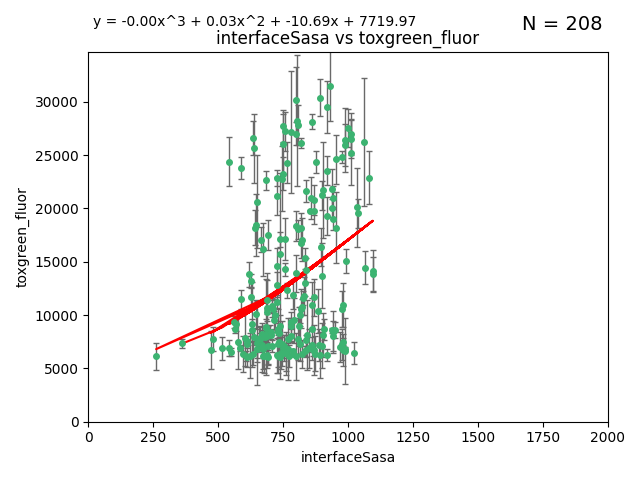 y = -0.00x^3 + 0.03x^2 + -10.69x + 7719.97
N = 208
interfaceSasa vs toxgreen_fluor
30000
25000
20000
15000
10000
5000
0
toxgreen_fluor
0 250 500 750 1000 1250 1500 1750 2000
interfaceSasa